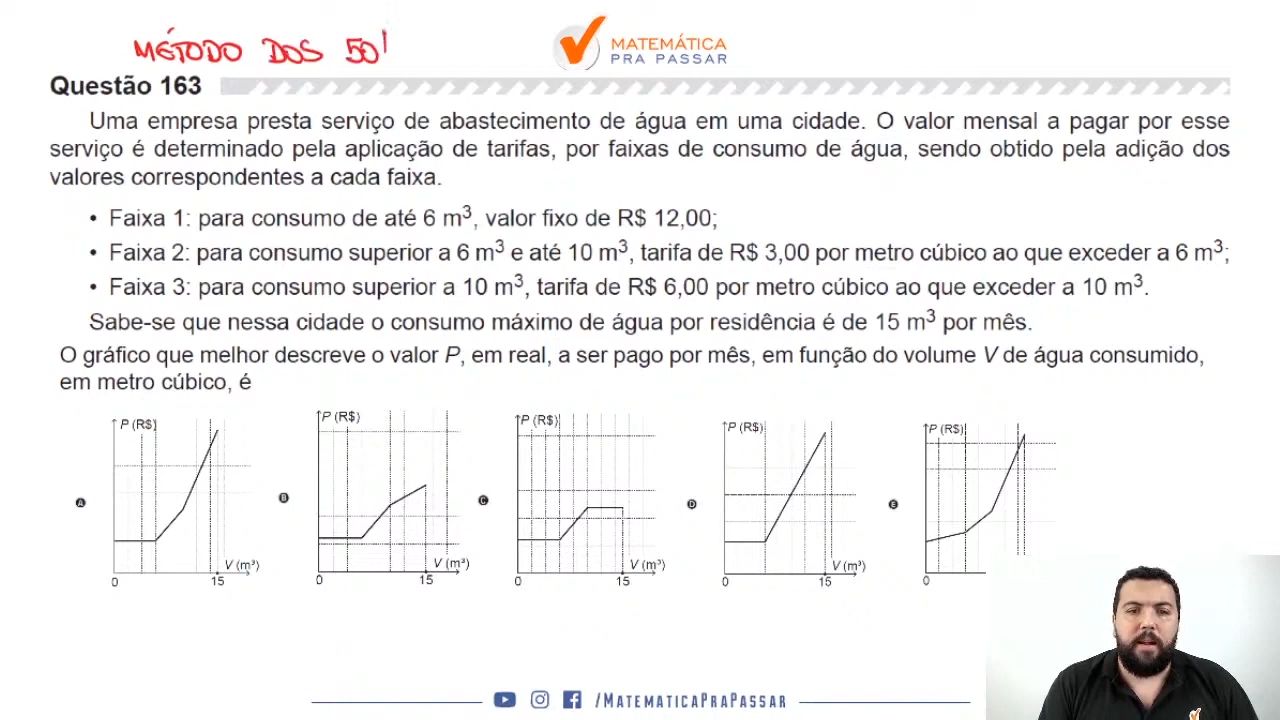 MÉTODO DOS 50
MATEMÁTICA
PRA PASSAR
Questão 163
Uma empresa presta serviço de abastecimento de água em uma cidade. O valor mensal a pagar por esse
serviço é determinado pela aplicação de tarifas, por faixas de consumo de água, sendo obtido pela adição dos
valores correspondentes a cada faixa.
• Faixa 1: para consumo de até 6 m³, valor fixo de R$ 12,00;
• Faixa 2: para consumo superior a 6 m³ e até 10 m³, tarifa de R$ 3,00 por metro cúbico ao que exceder a 6 m³;
• Faixa 3: para consumo superior a 10 m³, tarifa de R$ 6,00 por metro cúbico ao que exceder a 10 m³.
Sabe-se que nessa cidade o consumo máximo de água por residência é de 15 m³ por mês.
O gráfico que melhor descreve o valor P, em real, a ser pago por mês, em função do volume V de água consumido,
em metro cúbico, é
A
P (R$)
V (m³)
0 15
B
P (R$)
V (m³)
0 15
C
P (R$)
V (m³)
0 15
D
P (R$)
V (m³)
0 15
E
P (R$)
0
/MatematicaPraPassar